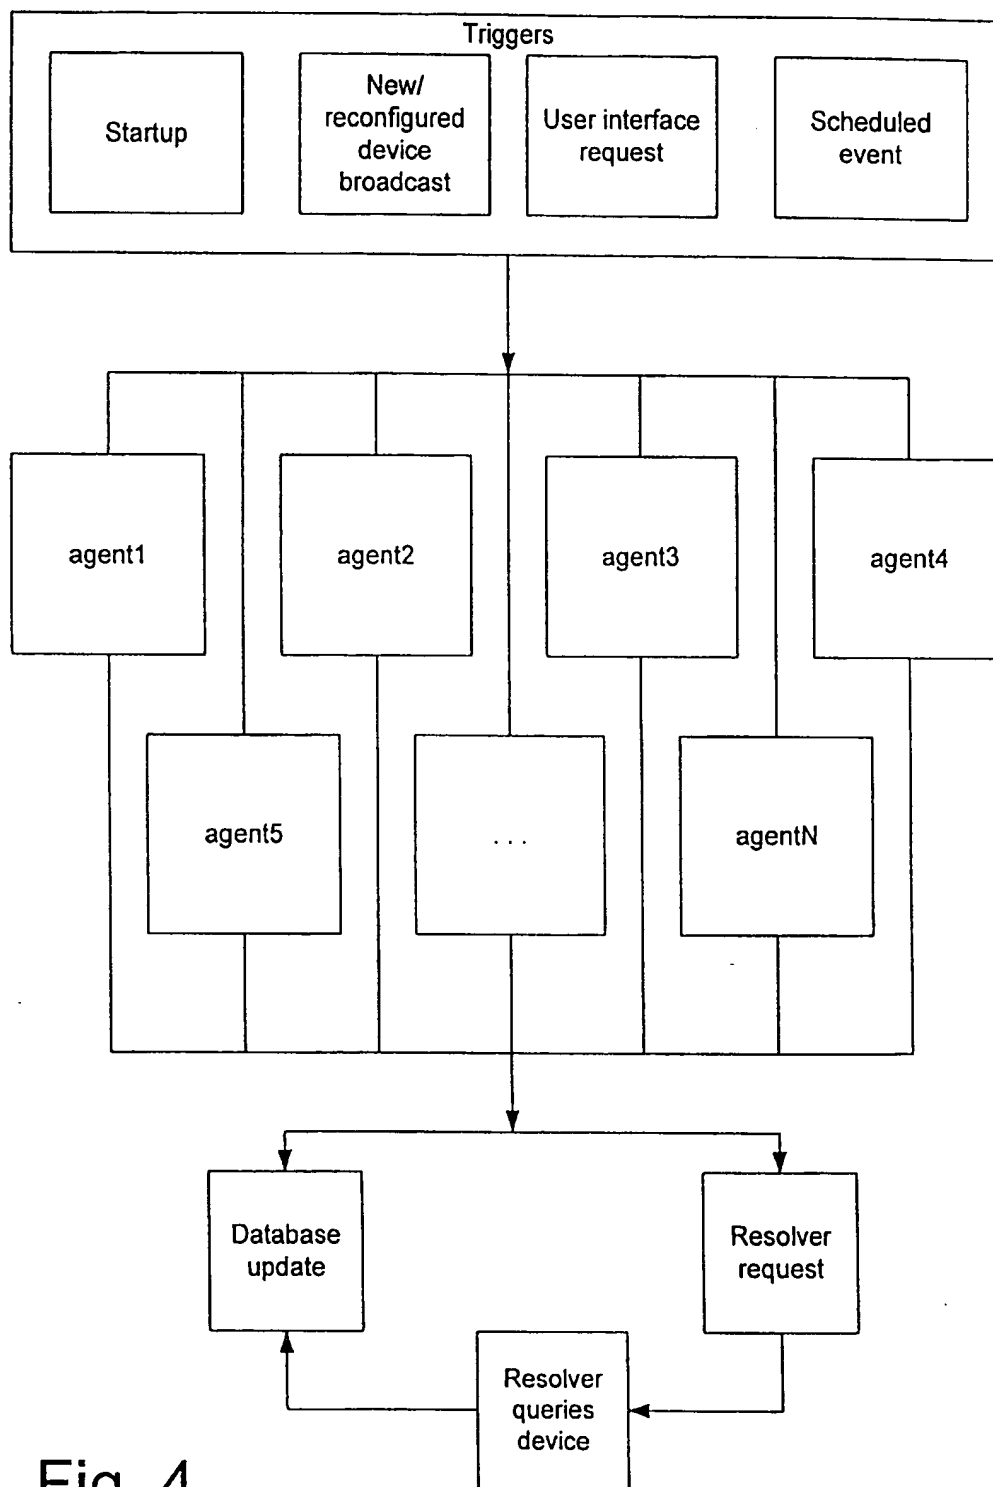 Triggers
Startup
New/
reconfigured
device
broadcast
User interface
request
Scheduled
event
agent1
agent2
agent3
agent4
agent5
...
agentN
Database
update
Resolver
request
Resolver
queries
device
Fig. 4